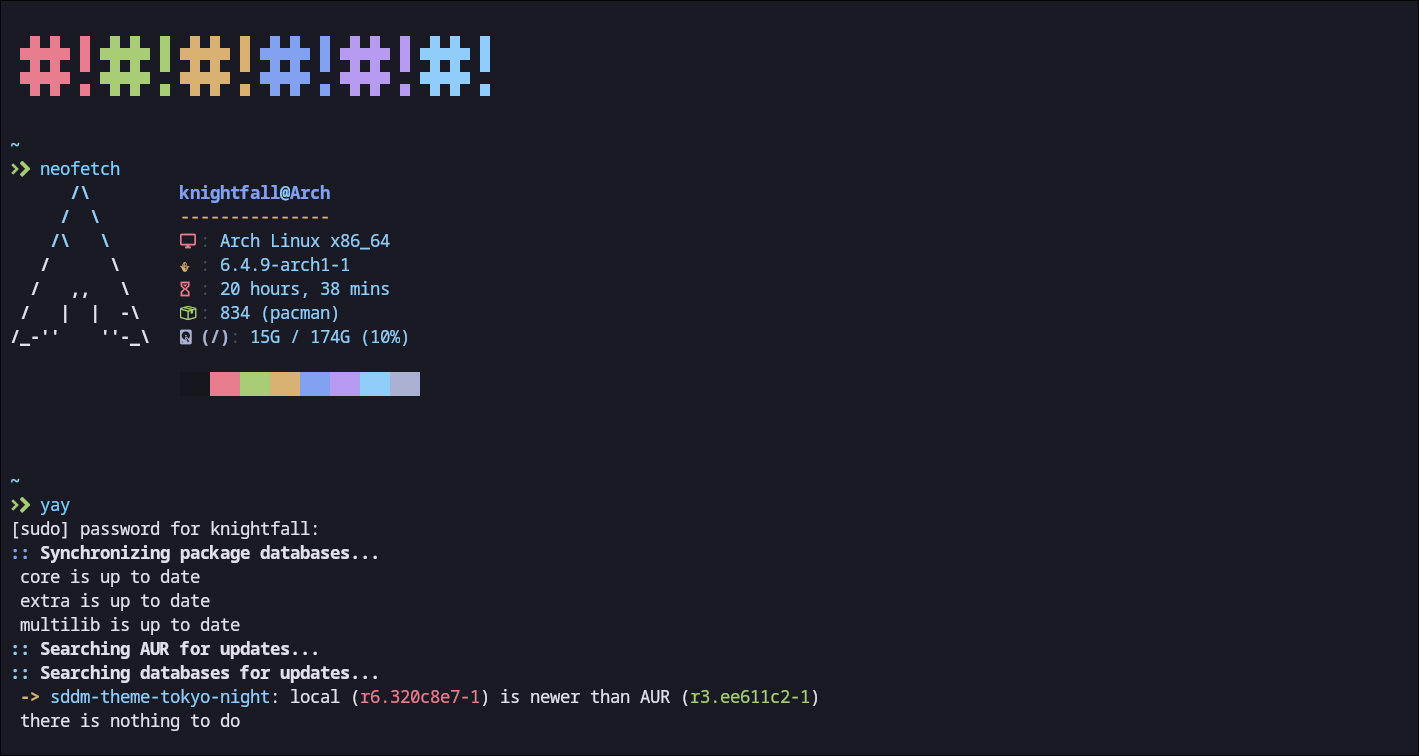 #!#!#!#!#!#!
~
neofetch
/\ knightfall@Arch
/ \ ---------------
/\ \ : Arch Linux x86_64
/ \ : 6.4.9-arch1-1
/ ,, \ : 20 hours, 38 mins
/ | | -\ : 834 (pacman)
/_-'' ''-_\ (/): 15G / 174G (10%)
~
yay
[sudo] password for knightfall:
:: Synchronizing package databases...
core is up to date
extra is up to date
multilib is up to date
:: Searching AUR for updates...
:: Searching databases for updates...
-> sddm-theme-tokyo-night: local (r6.320c8e7-1) is newer than AUR (r3.ee611c2-1)
there is nothing to do